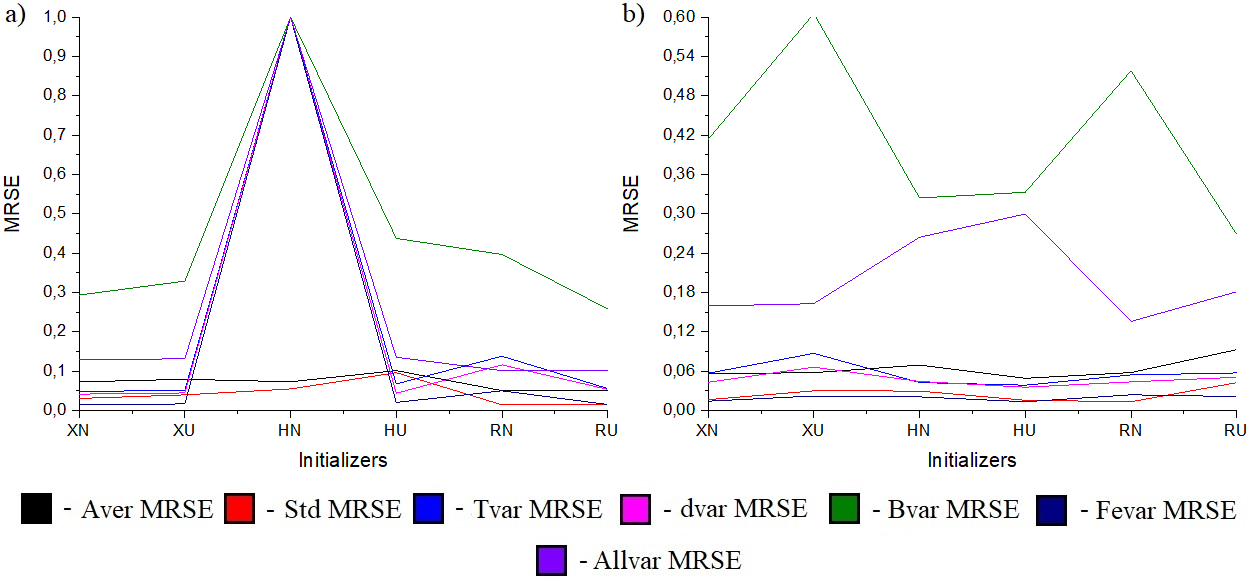 a)
MRSE
1,0
0,9
0,8
0,7
0,6
0,5
0,4
0,3
0,2
0,1
0,0
XN XU HN HU RN RU
Initializers
b)
MRSE
0,60
0,54
0,48
0,42
0,36
0,30
0,24
0,18
0,12
0,06
0,00
XN XU HN HU RN RU
Initializers
- Aver MRSE - Std MRSE - Tvar MRSE - dvar MRSE - Bvar MRSE - Fevar MRSE
- Allvar MRSE